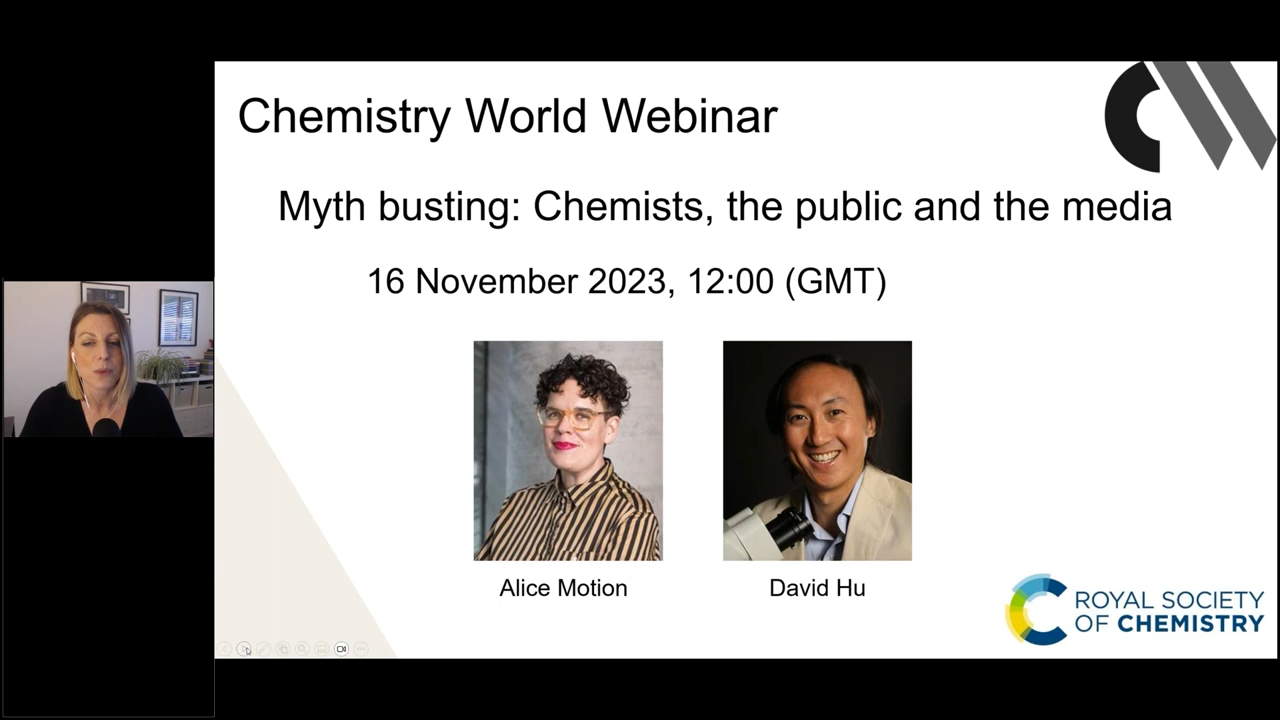 Chemistry World Webinar
Myth busting: Chemists, the public and the media
16 November 2023, 12:00 (GMT)
Alice Motion
David Hu
ROYAL SOCIETY
OF CHEMISTRY